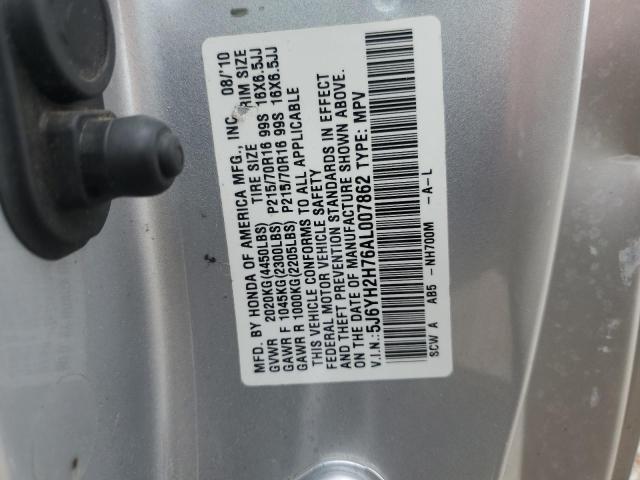 MFD. BY HONDA OF AMERICA MFG., INC. 08/'10
TIRE SIZE RIM SIZE
GVWR 2020KG(4450LBS)
GAWR F 1045KG(2300LBS) P215/70R16 99S 16X6.5JJ
GAWR R 1000KG(2205LBS) P215/70R16 99S 16X6.5JJ
THIS VEHICLE CONFORMS TO ALL APPLICABLE
FEDERAL MOTOR VEHICLE SAFETY
AND THEFT PREVENTION STANDARDS IN EFFECT
ON THE DATE OF MANUFACTURE SHOWN ABOVE.
V.I.N.: 5J6YH2H76AL007862 TYPE: MPV
SCW A AB5 -NH700M -A-L